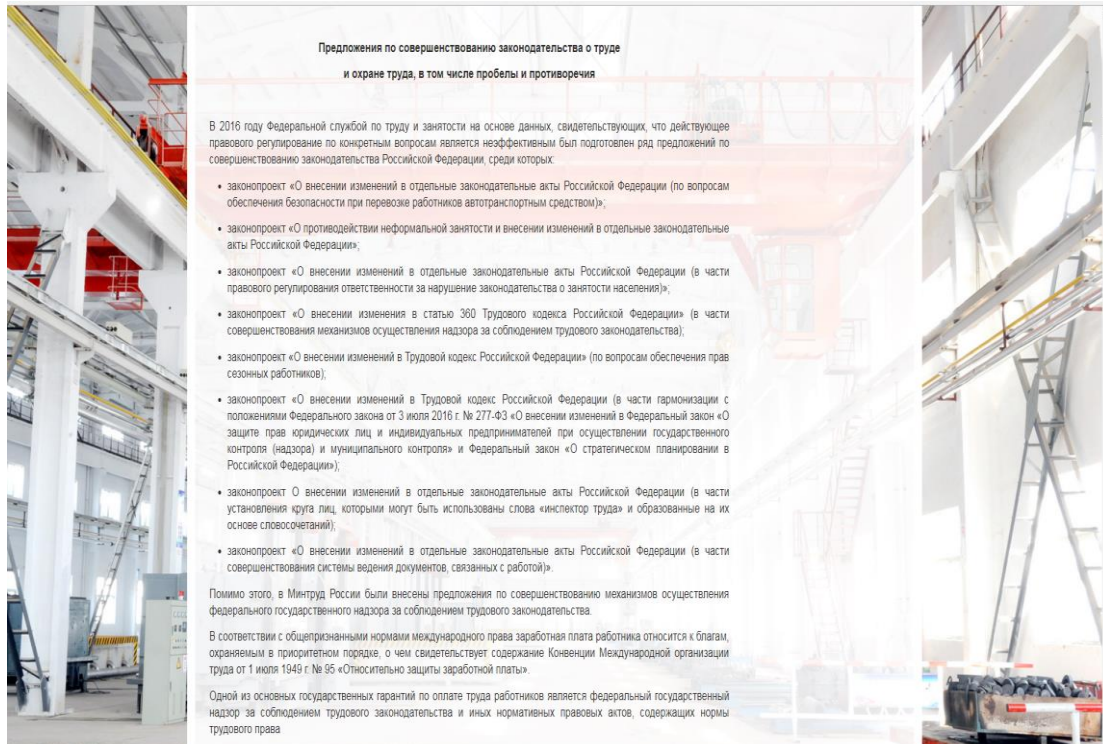 Предложения по совершенствованию законодательства о труде
и охране труда, в том числе пробелы и противоречия
В 2016 году Федеральной службой по труду и занятости на основе данных, свидетельствующих, что действующее
правового регулирование по конкретным вопросам является неэффективным был подготовлен ряд предложений по
совершенствованию законодательства Российской Федерации, среди которых:
• законопроект «О внесении изменений в отдельные законодательные акты Российской Федерации (по вопросам
обеспечения безопасности при перевозке работников автотранспортным средством)»;
• законопроект «О противодействии неформальной занятости и внесении изменений в отдельные законодательные
акты Российской Федерации»;
• законопроект «О внесении изменений в отдельные законодательные акты Российской Федерации (в части
правового регулирования ответственности за нарушение законодательства о занятости населения)»;
• законопроект «О внесении изменения в статью 360 Трудового кодекса Российской Федерации» (в части
совершенствования механизмов осуществления надзора за соблюдением трудового законодательства);
• законопроект «О внесении изменений в Трудовой кодекс Российской Федерации» (по вопросам обеспечения прав
сезонных работников);
• законопроект «О внесении изменений в Трудовой кодекс Российской Федерации (в части гармонизации с
положениями Федерального закона от 3 июля 2016 г. № 277-ФЗ «О внесении изменений в Федеральный закон «О
защите прав юридических лиц и индивидуальных предпринимателей при осуществлении государственного
контроля (надзора) и муниципального контроля» и Федеральный закон «О стратегическом планировании в
Российской Федерации»);
• законопроект О внесении изменений в отдельные законодательные акты Российской Федерации (в части
установления круга лиц, которыми могут быть использованы слова «инспектор труда» и образованные на их
основе словосочетаний);
• законопроект «О внесении изменений в отдельные законодательные акты Российской Федерации (в части
совершенствования системы ведения документов, связанных с работой)».
Помимо этого, в Минтруд России были внесены предложения по совершенствованию механизмов осуществления
федерального государственного надзора за соблюдением трудового законодательства.
В соответствии с общепризнанными нормами международного права заработная плата работника относится к благам,
охраняемым в приоритетном порядке, о чем свидетельствует содержание Конвенции Международной организации
труда от 1 июля 1949 г. № 95 «Относительно защиты заработной платы».
Одной из основных государственных гарантий по оплате труда работников является федеральный государственный
надзор за соблюдением трудового законодательства и иных нормативных правовых актов, содержащих нормы
трудового права